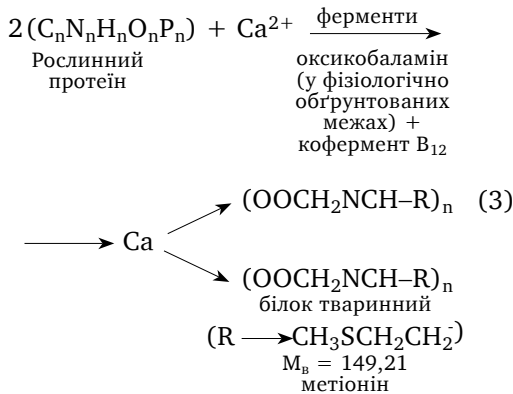 2(CₙNₙHₙOₙPₙ) + Ca²⁺ ферменти
Рослинний
протеїн
оксикобаламін
(у фізіологічно
обґрунтованих
межах) +
кофермент B₁₂
(OOCH₂NCH–R)ₙ (3)
Ca
(OOCH₂NCH–R)ₙ
білок тваринний
(R → CH₃SCH₂CH₂⁻)
Mв = 149,21
метіонін